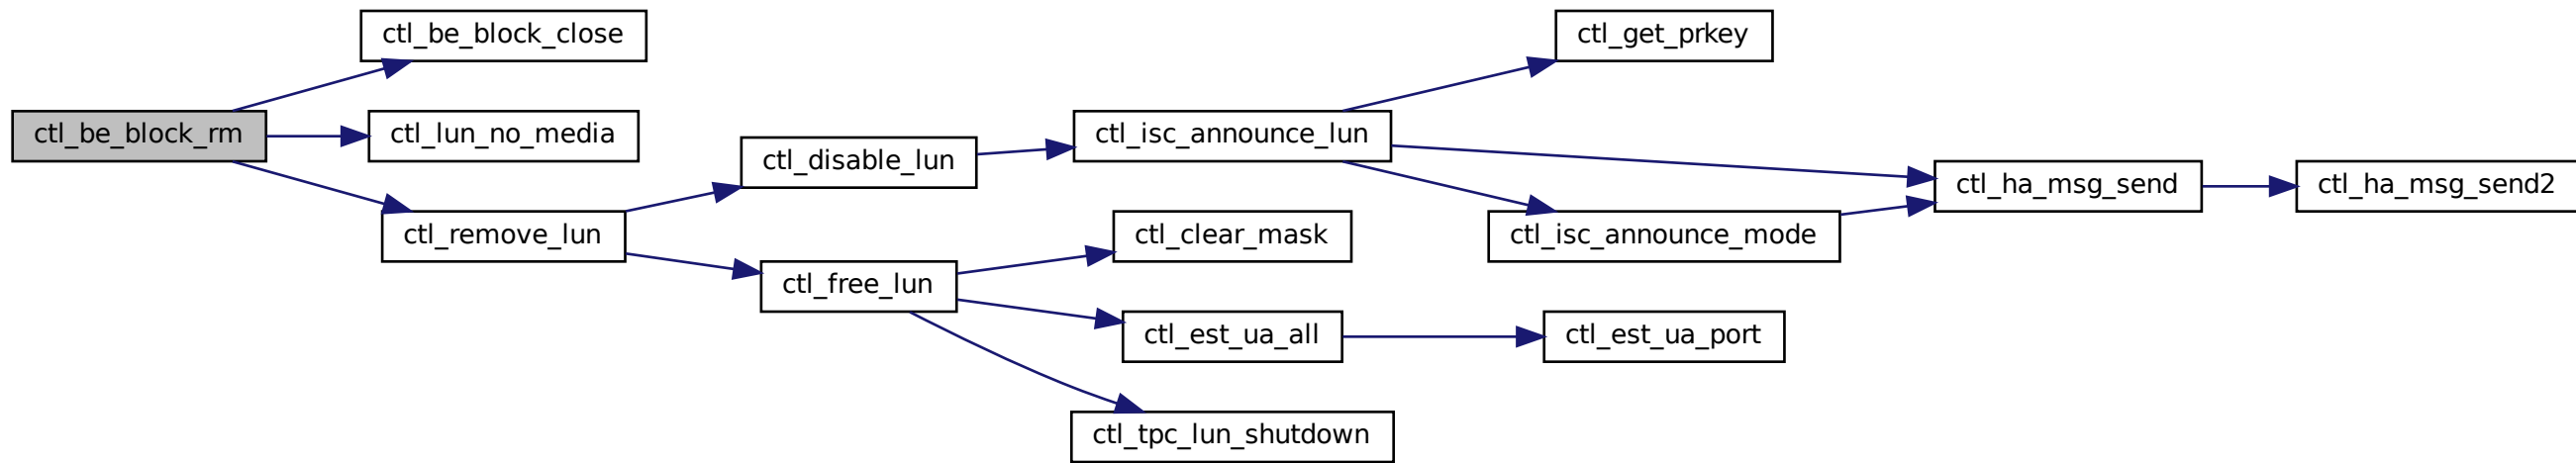 ctl_be_block_rm
ctl_be_block_close
ctl_lun_no_media
ctl_remove_lun
ctl_disable_lun
ctl_free_lun
ctl_isc_announce_lun
ctl_clear_mask
ctl_est_ua_all
ctl_tpc_lun_shutdown
ctl_get_prkey
ctl_isc_announce_mode
ctl_est_ua_port
ctl_ha_msg_send
ctl_ha_msg_send2